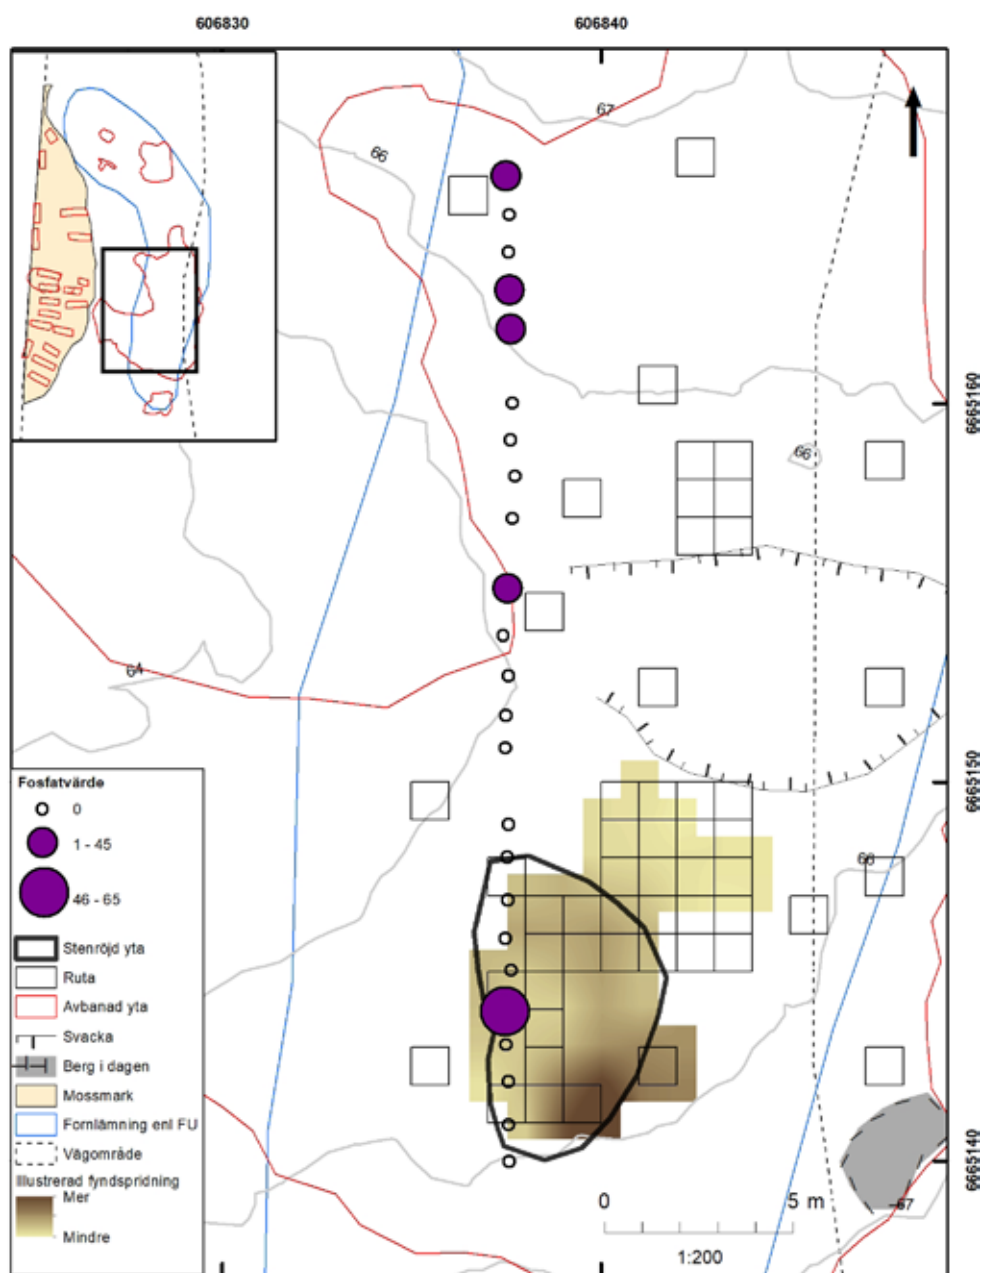 606830 606840
67
66
6665160
66
64
6665150
66
Fosfatvärde
0
1 - 45
46 - 65
Stenröjd yta
Ruta
Avbanad yta
Svacka
Berg i dagen
Mossmark
Fornlämning enl FU
Vägområde
Illustrerad fyndspridning
Mer
Mindre
6665140
67
0 5 m
1:200